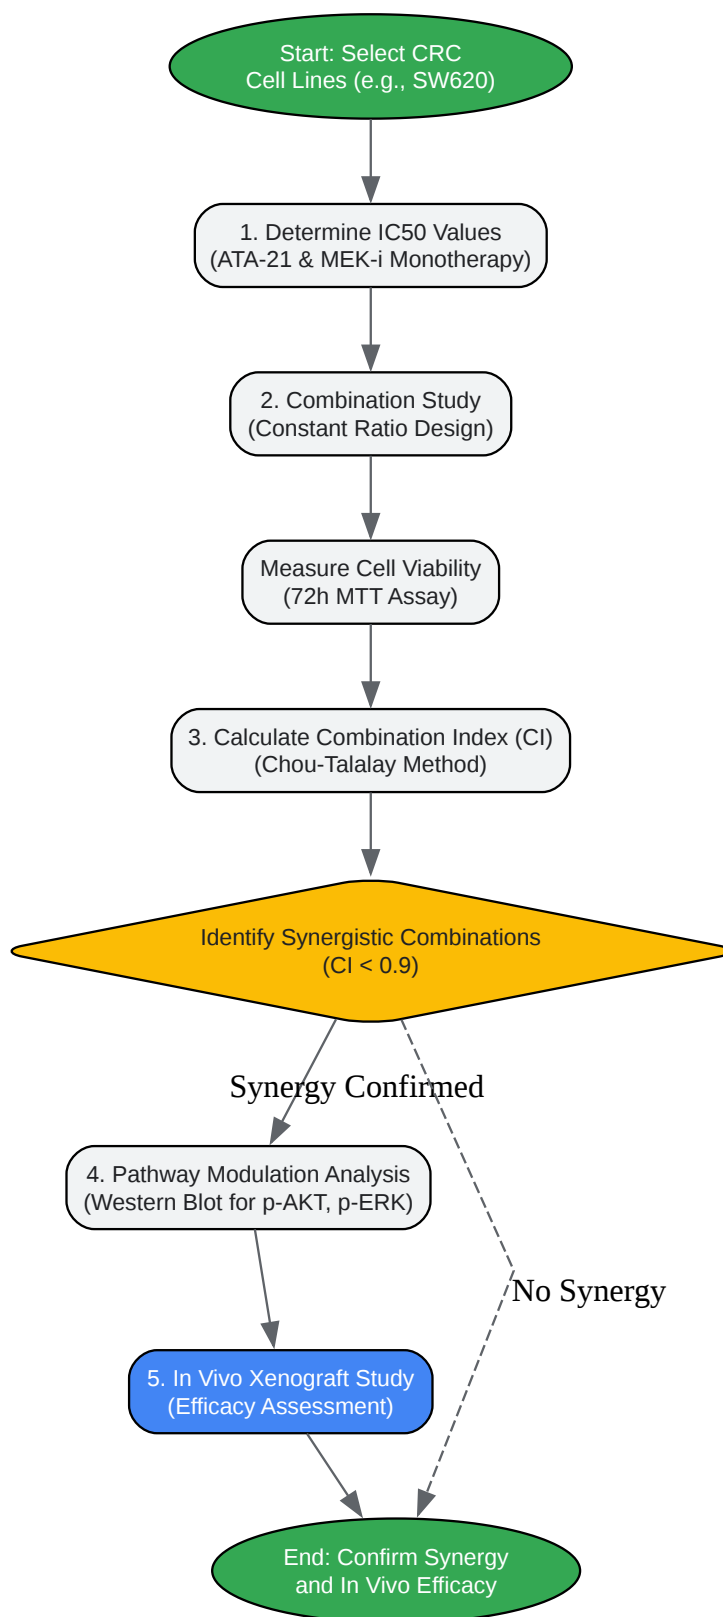 Start: Select CRC
Cell Lines (e.g., SW620)
1. Determine IC50 Values
(ATA-21 & MEK-i Monotherapy)
2. Combination Study
(Constant Ratio Design)
Measure Cell Viability
(72h MTT Assay)
3. Calculate Combination Index (CI)
(Chou-Talalay Method)
Identify Synergistic Combinations
(CI < 0.9)
Synergy Confirmed
4. Pathway Modulation Analysis
(Western Blot for p-AKT, p-ERK)
No Synergy
5. In Vivo Xenograft Study
(Efficacy Assessment)
End: Confirm Synergy
and In Vivo Efficacy